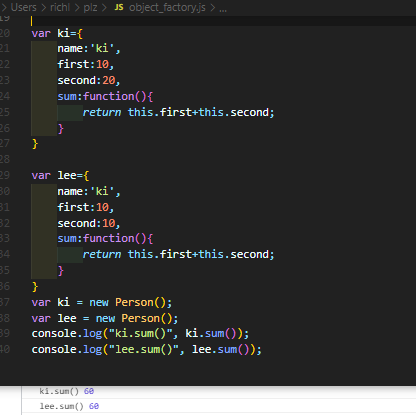 Users > richi > plz > JS object_factory.js > ...
19
20 var ki={
21 name:'ki',
22 first:10,
23 second:20,
24 sum:function(){
25 return this.first+this.second;
26 }
27 }
28
29 var lee={
30 name:'ki',
31 first:10,
32 second:10,
33 sum:function(){
34 return this.first+this.second;
35 }
36 }
37 var ki = new Person();
38 var lee = new Person();
39 console.log("ki.sum()", ki.sum());
40 console.log("lee.sum()", lee.sum());
ki.sum() 60
lee.sum() 60